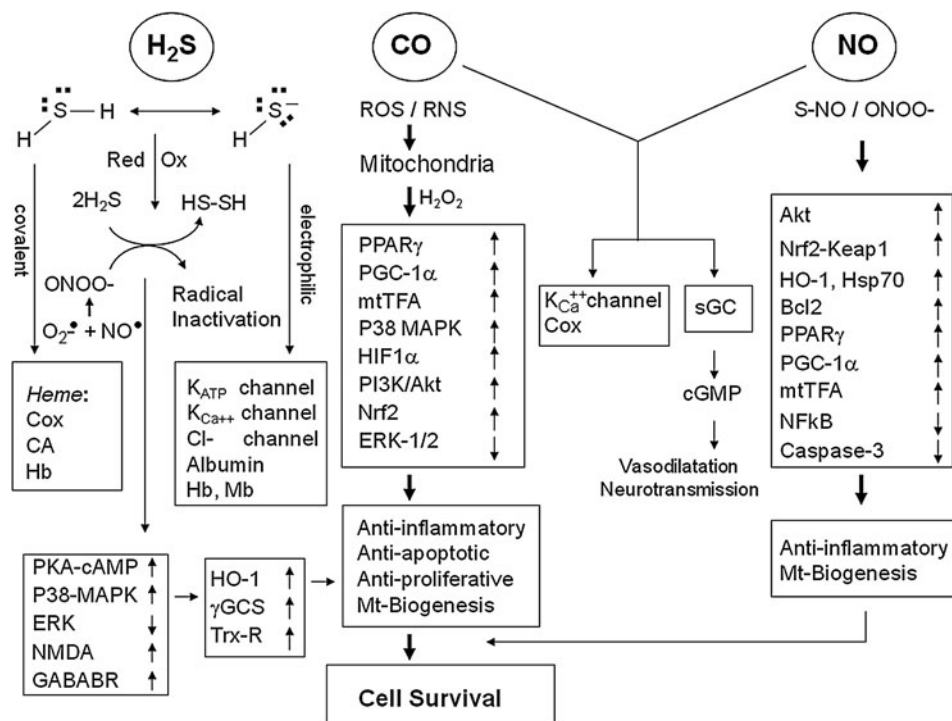 H₂S
CO
NO
S
H
H
S
–
H
Red
Ox
2H₂S
HS-SH
covalent
electrophilic
ONOO-
O₂-• + NO•
Radical
Inactivation
Heme:
Cox
CA
Hb
K_ATP channel
K_Ca++ channel
Cl- channel
Albumin
Hb, Mb
PKA-cAMP ↑
P38-MAPK ↑
ERK ↓
NMDA ↑
GABABR ↑
HO-1 ↑
γGCS ↑
Trx-R ↑
ROS / RNS
Mitochondria
H₂O₂
PPARγ ↑
PGC-1α ↑
mtTFA ↑
P38 MAPK ↑
HIF1α ↑
PI3K/Akt ↑
Nrf2 ↑
ERK-1/2 ↓
Anti-inflammatory
Anti-apoptotic
Anti-proliferative
Mt-Biogenesis
Cell Survival
K_Ca++ channel
Cox
sGC
cGMP
Vasodilatation
Neurotransmission
S-NO / ONOO-
Akt ↑
Nrf2-Keap1 ↑
HO-1, Hsp70 ↑
Bcl2 ↑
PPARγ ↑
PGC-1α ↑
mtTFA ↑
NFkB ↓
Caspase-3 ↓
Anti-inflammatory
Mt-Biogenesis